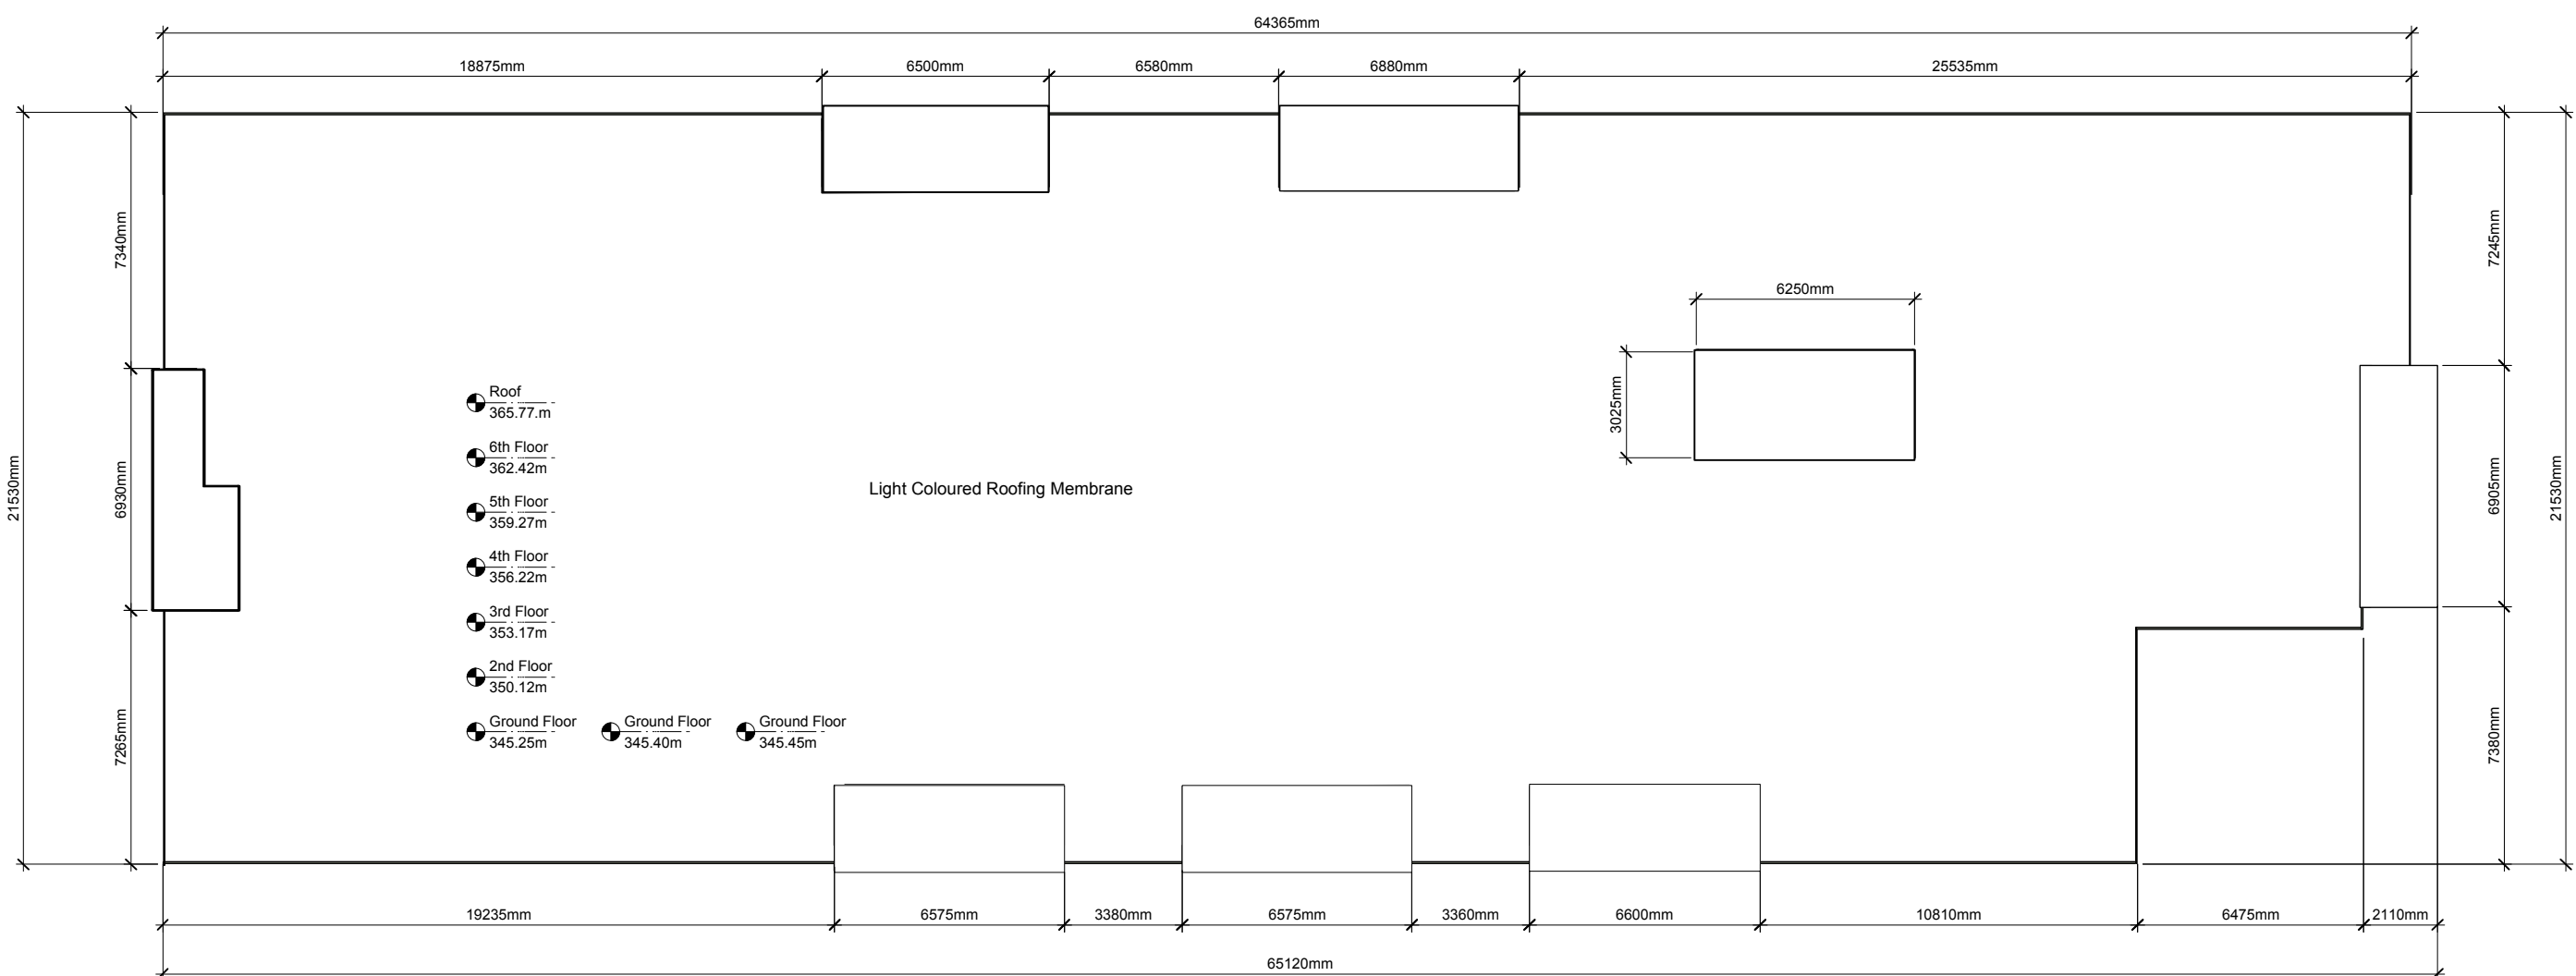 64365mm
18875mm
6500mm
6580mm
6880mm
25535mm
7340mm
6930mm
7265mm
21530mm
7245mm
6905mm
7380mm
21530mm
6250mm
3025mm
Roof
365.77.m
6th Floor
362.42m
5th Floor
359.27m
4th Floor
356.22m
3rd Floor
353.17m
2nd Floor
350.12m
Ground Floor
345.25m
Ground Floor
345.40m
Ground Floor
345.45m
Light Coloured Roofing Membrane
19235mm
6575mm
3380mm
6575mm
3360mm
6600mm
10810mm
6475mm
2110mm
65120mm